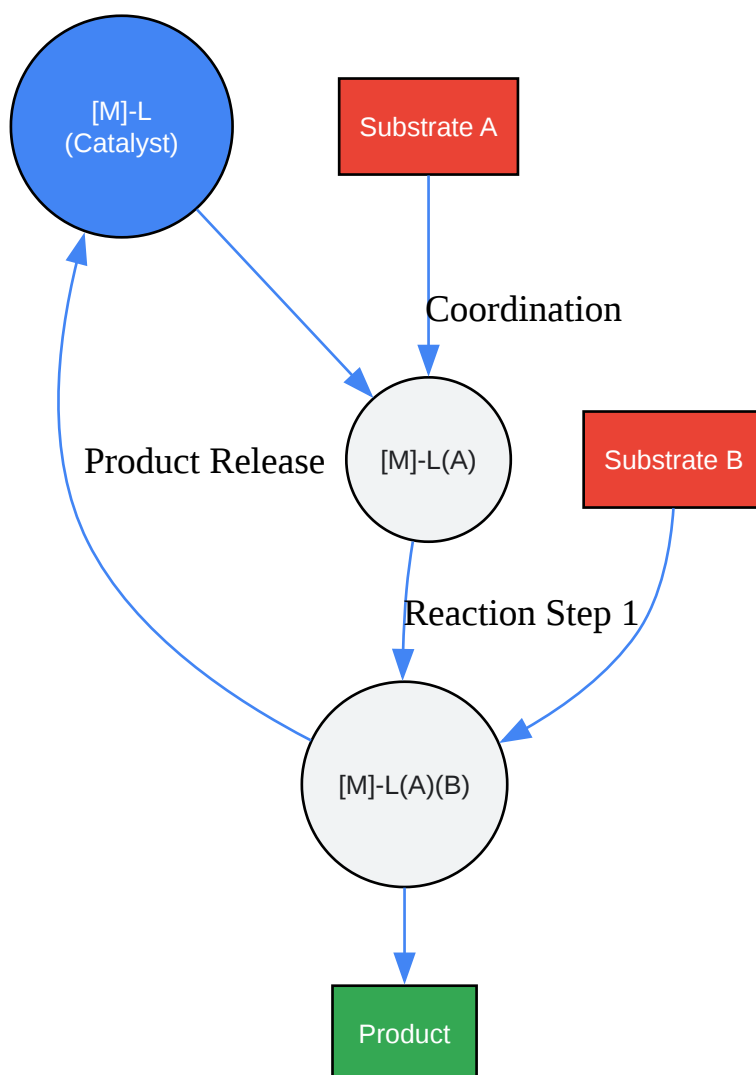 [M]-L
(Catalyst)
Substrate A
Coordination
Product Release
[M]-L(A)
Substrate B
Reaction Step 1
[M]-L(A)(B)
Product